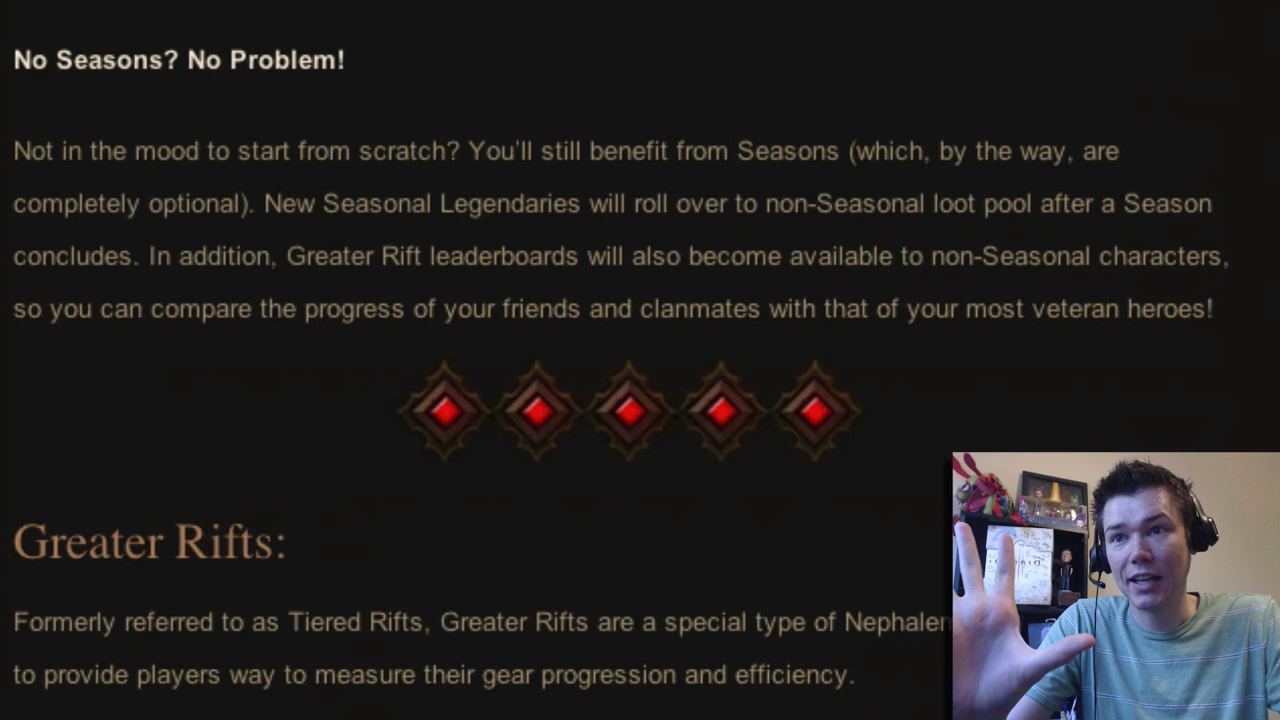 No Seasons? No Problem!
Not in the mood to start from scratch? You'll still benefit from Seasons (which, by the way, are
completely optional). New Seasonal Legendaries will roll over to non-Seasonal loot pool after a Season
concludes. In addition, Greater Rift leaderboards will also become available to non-Seasonal characters,
so you can compare the progress of your friends and clanmates with that of your most veteran heroes!
Greater Rifts:
Formerly referred to as Tiered Rifts, Greater Rifts are a special type of Nephalem
to provide players way to measure their gear progression and efficiency.